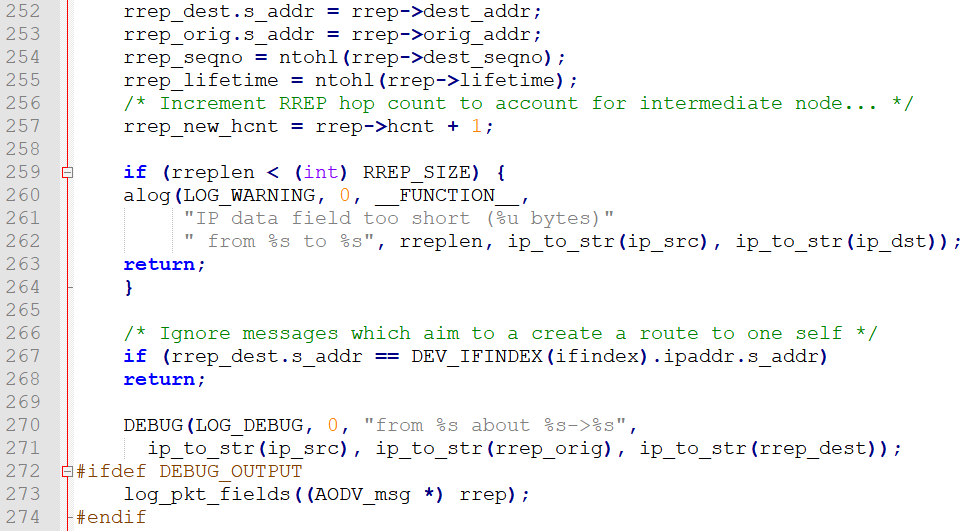 252 rrep_dest.s_addr = rrep->dest_addr;
253 rrep_orig.s_addr = rrep->orig_addr;
254 rrep_seqno = ntohl(rrep->dest_seqno);
255 rrep_lifetime = ntohl(rrep->lifetime);
256 /* Increment RREP hop count to account for intermediate node... */
257 rrep_new_hcnt = rrep->hcnt + 1;
258
259 if (rreplen < (int) RREP_SIZE) {
260 alog(LOG_WARNING, 0, __FUNCTION__,
261 "IP data field too short (%u bytes)"
262 " from %s to %s", rreplen, ip_to_str(ip_src), ip_to_str(ip_dst));
263 return;
264 }
265
266 /* Ignore messages which aim to a create a route to one self */
267 if (rrep_dest.s_addr == DEV_IFINDEX(ifindex).ipaddr.s_addr)
268 return;
269
270 DEBUG(LOG_DEBUG, 0, "from %s about %s->%s",
271 ip_to_str(ip_src), ip_to_str(rrep_orig), ip_to_str(rrep_dest));
272 #ifdef DEBUG_OUTPUT
273 log_pkt_fields((AODV_msg *) rrep);
274 #endif